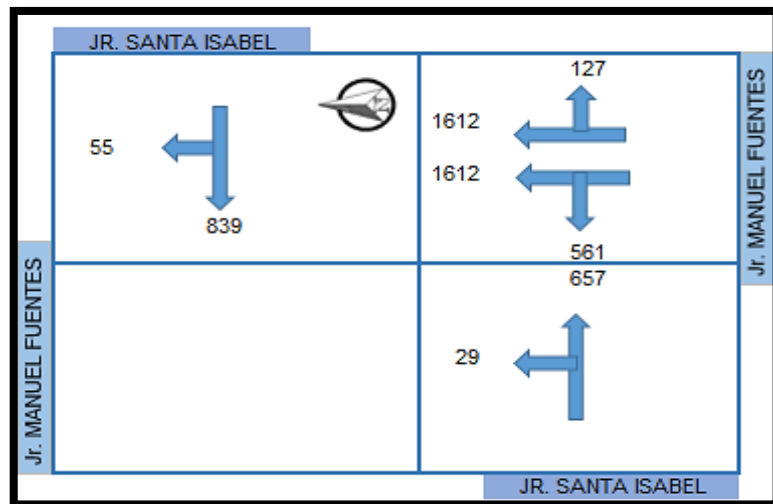 JR. SANTA ISABEL
127
1612
55
1612
839
561
657
29
Jr. MANUEL FUENTES
Jr. MANUEL FUENTES
JR. SANTA ISABEL